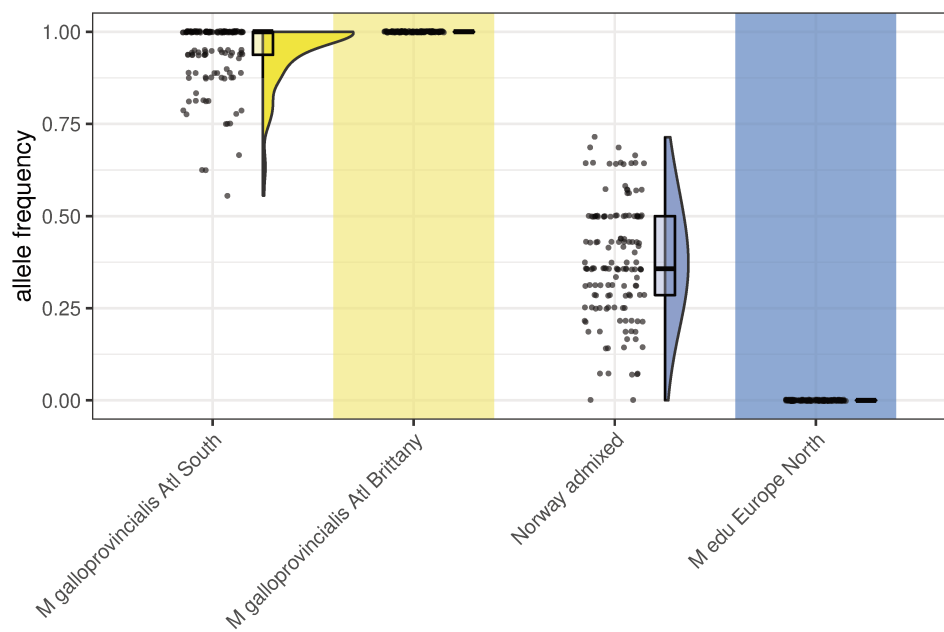 allele frequency
1.00
0.75
0.50
0.25
0.00
M galloprovincialis Atl South
M galloprovincialis Atl Brittany
Norway admixed
M edu Europe North